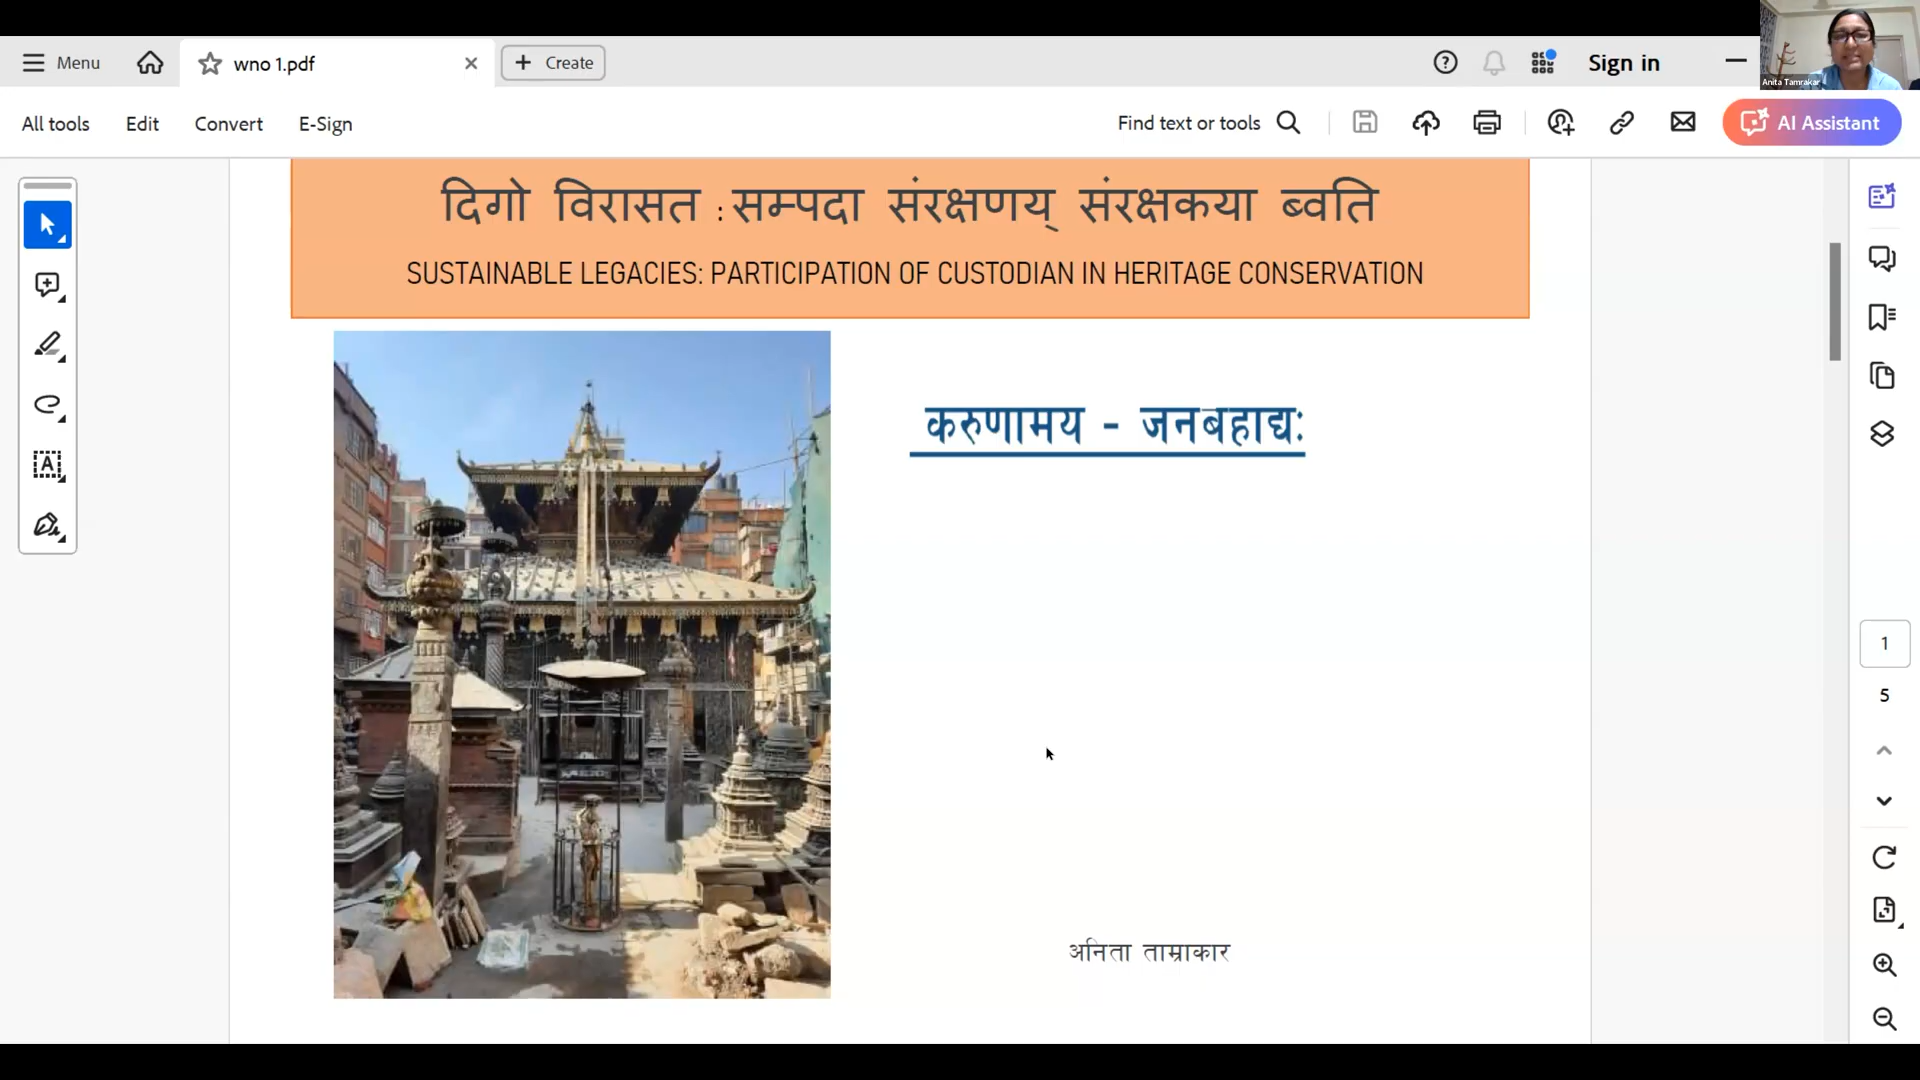 Menu
wno 1.pdf
Create
Sign in
Anita Tamrakar
All tools
Edit
Convert
E-Sign
Find text or tools
AI Assistant
दिगो विरासत : सम्पदा संरक्षणय् संरक्षकया ब्वति
SUSTAINABLE LEGACIES: PARTICIPATION OF CUSTODIAN IN HERITAGE CONSERVATION
करुणामय - जनबहाद्यः
अनिता ताम्राकार
1
5